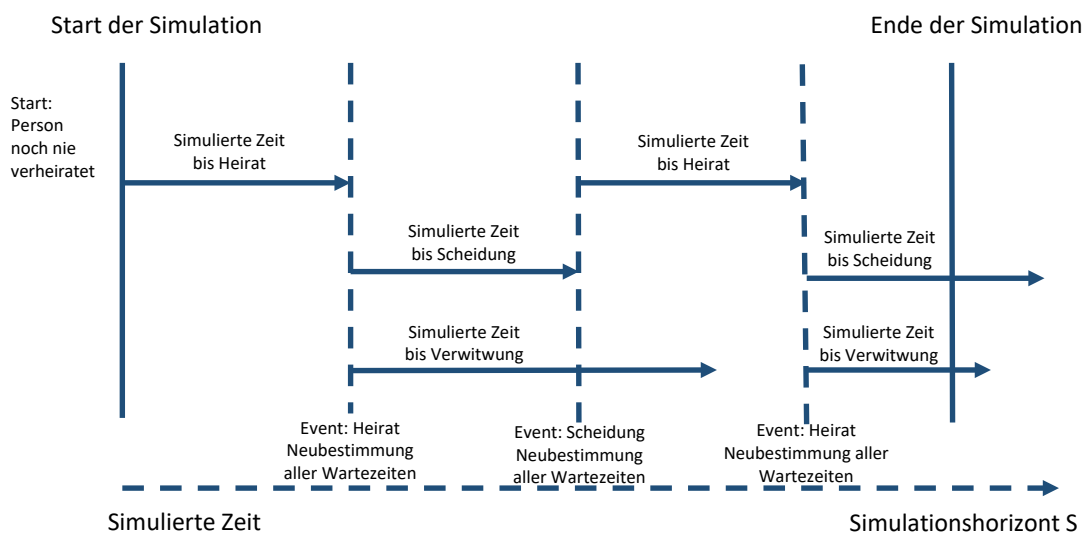 Start der Simulation
Ende der Simulation
Start:
Person
noch nie
verheiratet
Simulierte Zeit
bis Heirat
Simulierte Zeit
bis Heirat
Simulierte Zeit
bis Scheidung
Simulierte Zeit
bis Scheidung
Simulierte Zeit
bis Verwitwung
Simulierte Zeit
bis Verwitwung
Event: Heirat
Neubestimmung
aller Wartezeiten
Event: Scheidung
Neubestimmung
aller Wartezeiten
Event: Heirat
Neubestimmung aller
Wartezeiten
Simulierte Zeit
Simulationshorizont S